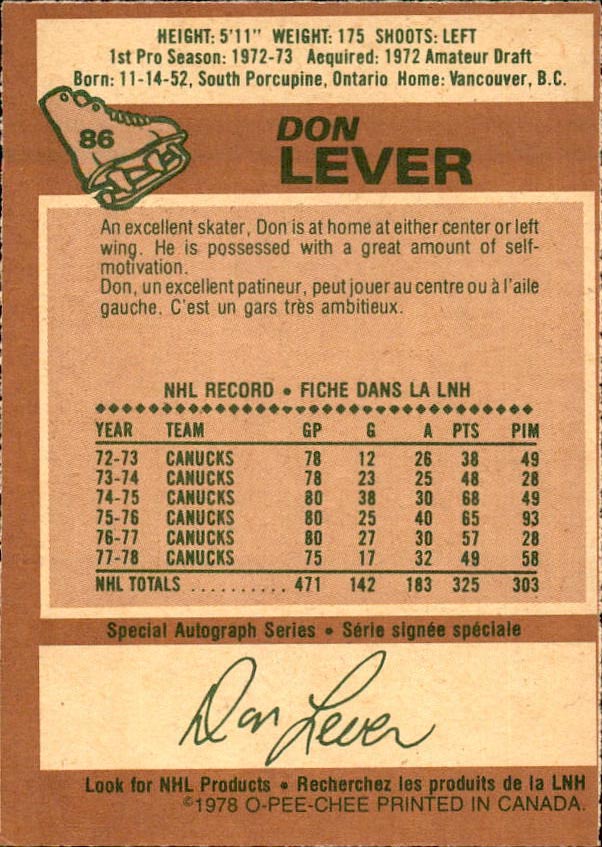 HEIGHT: 5'11" WEIGHT: 175 SHOOTS: LEFT
1st Pro Season: 1972-73 Acquired: 1972 Amateur Draft
Born: 11-14-52, South Porcupine, Ontario Home: Vancouver, B.C.
86
DON
LEVER
An excellent skater, Don is at home at either center or left
wing. He is possessed with a great amount of self-
motivation.
Don, un excellent patineur, peut jouer au centre ou à l'aile
gauche. C'est un gars très ambitieux.
NHL RECORD • FICHE DANS LA LNH
YEAR TEAM GP G A PTS PIM
72-73 CANUCKS 78 12 26 38 49
73-74 CANUCKS 78 23 25 48 28
74-75 CANUCKS 80 38 30 68 49
75-76 CANUCKS 80 25 40 65 93
76-77 CANUCKS 80 27 30 57 28
77-78 CANUCKS 75 17 32 49 58
NHL TOTALS .......... 471 142 183 325 303
Special Autograph Series • Série signée spéciale
Don Lever
Look for NHL Products • Recherchez les produits de la LNH
©1978 O-PEE-CHEE PRINTED IN CANADA.